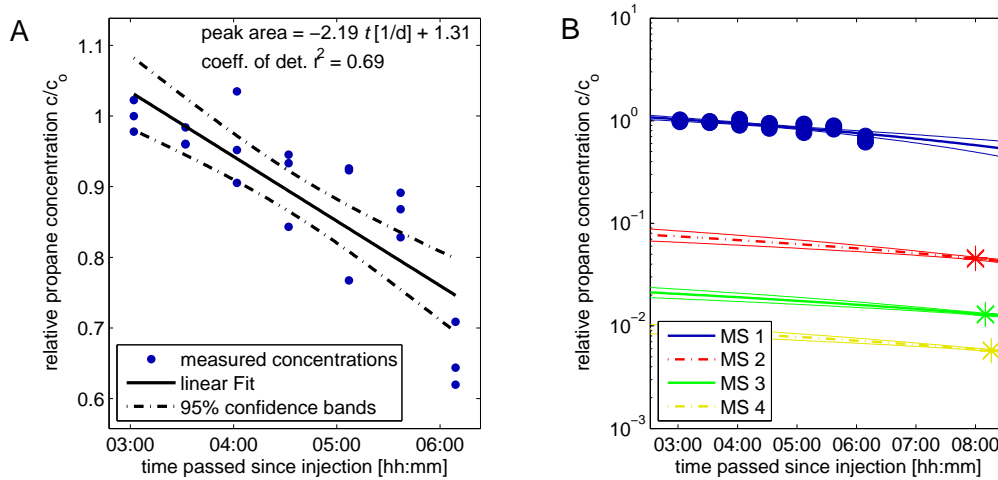 A
peak area = −2.19 t [1/d] + 1.31
coeff. of det. r² = 0.69
relative propane concentration c/c₀
1.1
1
0.9
0.8
0.7
0.6
measured concentrations
linear Fit
95% confidence bands
03:00 04:00 05:00 06:00
time passed since injection [hh:mm]
B
relative propane concentration c/c₀
10¹
10⁰
10⁻¹
10⁻²
10⁻³
MS 1
MS 2
MS 3
MS 4
03:00 04:00 05:00 06:00 07:00 08:00
time passed since injection [hh:mm]